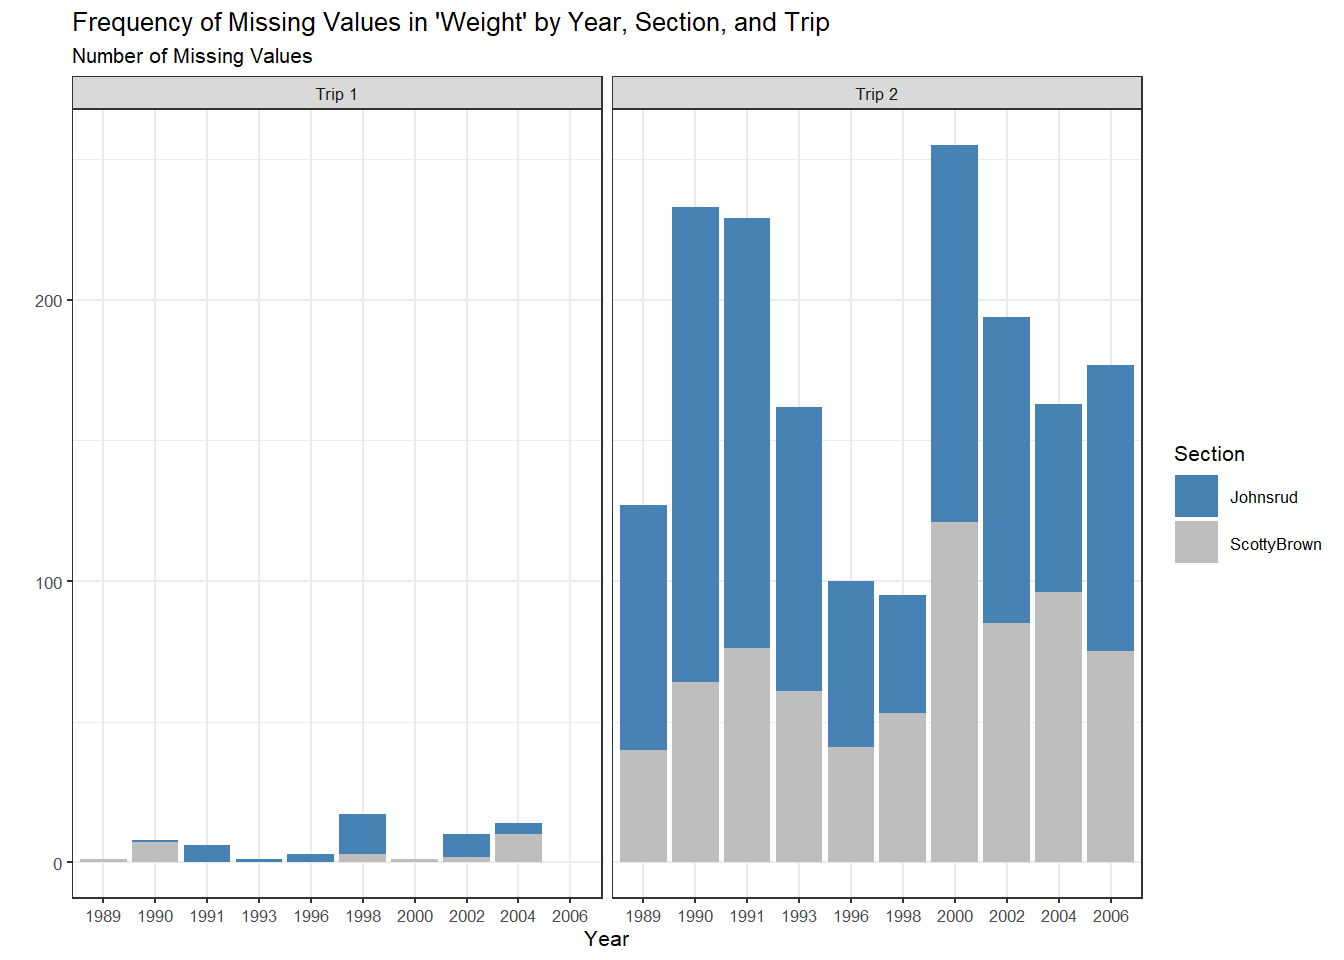 Frequency of Missing Values in 'Weight' by Year, Section, and Trip
Number of Missing Values
Trip 1
Trip 2
200
100
0
1989 1990 1991 1993 1996 1998 2000 2002 2004 2006
1989 1990 1991 1993 1996 1998 2000 2002 2004 2006
Year
Section
Johnsrud
ScottyBrown